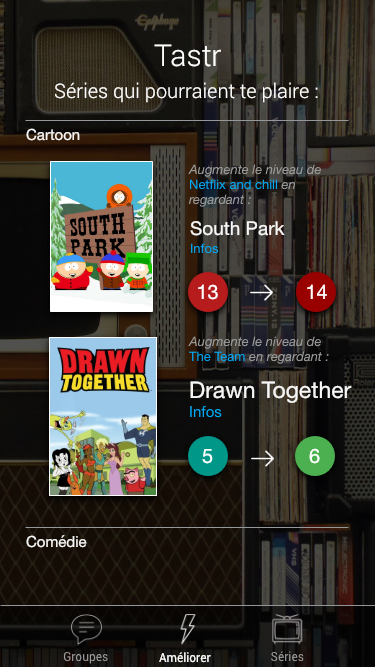 Epiphone
Tastr
Séries qui pourraient te plaire :
Cartoon
SOUTH
PARK
Augmente le niveau de
Netflix and chill en
regardant :
South Park
Infos
13
14
DRAWN
TOGETHER
Augmente le niveau de
The Team en regardant :
Drawn Together
Infos
5
6
Comédie
Groupes
Améliorer
Séries